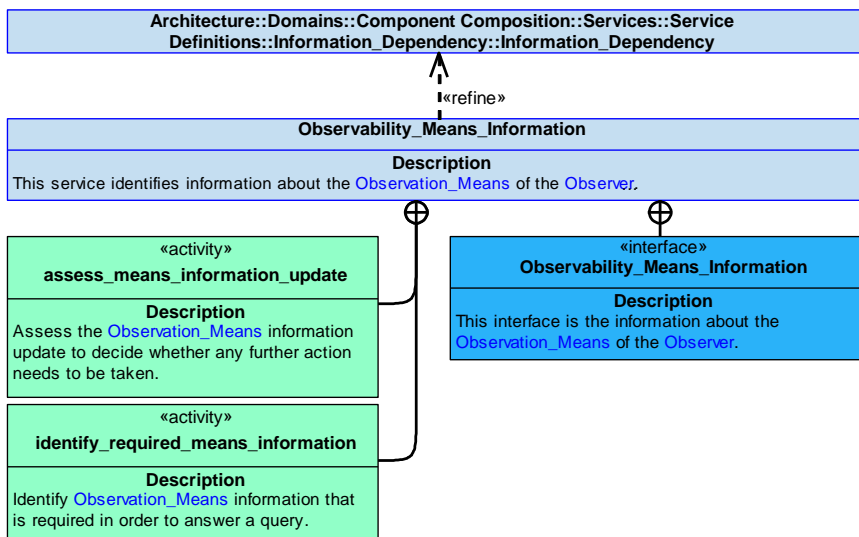 Architecture::Domains::Component Composition::Services::Service
Definitions::Information_Dependency::Information_Dependency
«refine»
Observability_Means_Information
Description
This service identifies information about the Observation_Means of the Observer.
«activity»
assess_means_information_update
Description
Assess the Observation_Means information
update to decide whether any further action
needs to be taken.
«interface»
Observability_Means_Information
Description
This interface is the information about the
Observation_Means of the Observer.
«activity»
identify_required_means_information
Description
Identify Observation_Means information that
is required in order to answer a query.